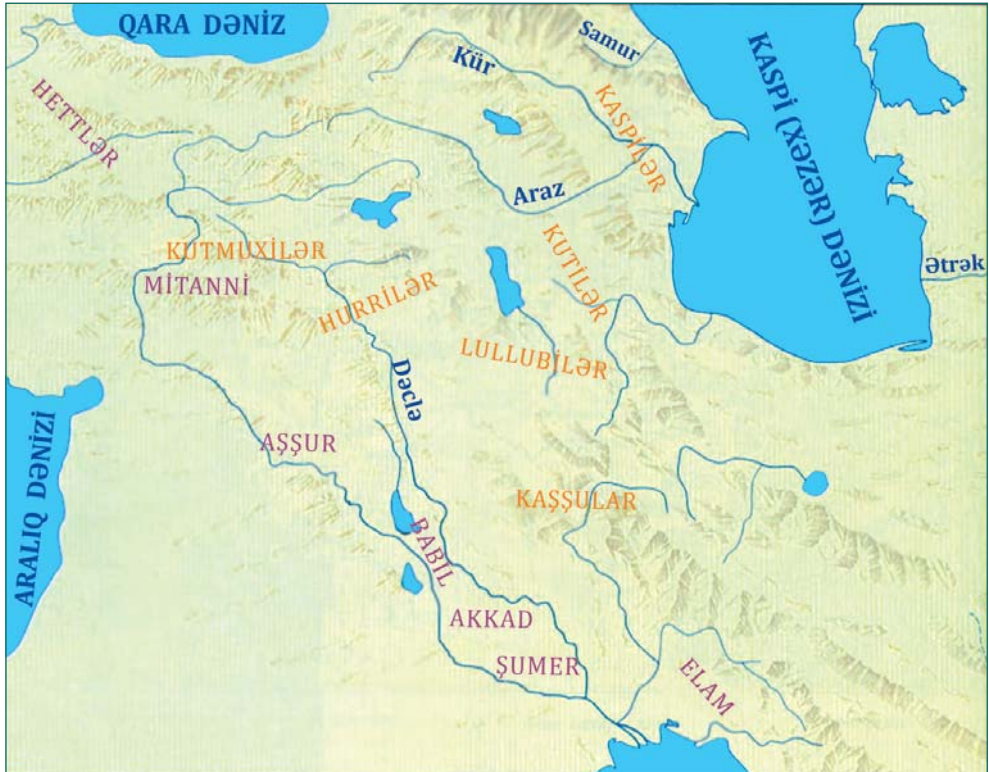 QARA DƏNİZ
Samur
Kür
KASPİ (XƏZƏR) DƏNİZİ
HETTLƏR
KASPİLƏR
Araz
KUTMUXİLƏR
KUTİLƏR
Ətrək
MİTANNİ
HURRİLƏR
LULLUBİLƏR
Dəclə
ARALIQ DƏNİZİ
AŞŞUR
KAŞŞULAR
BABİL
AKKAD
ŞUMER
ELAM